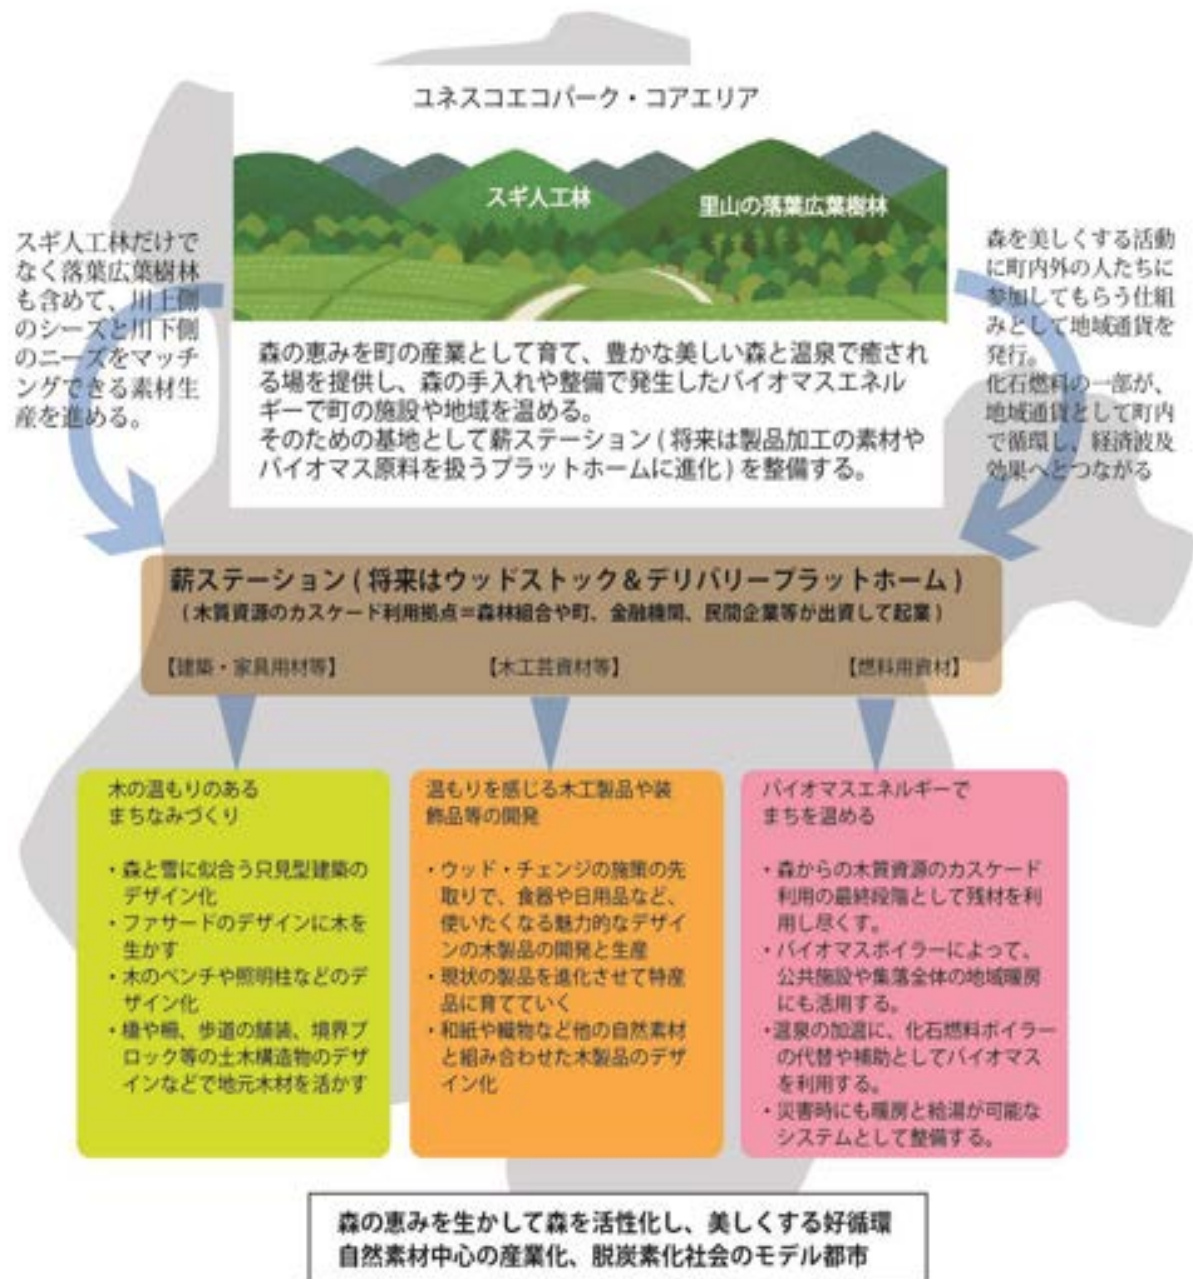 ユネスコエコパーク・コアエリア
スギ人工林
里山の落葉広葉樹林
スギ人工林だけで
なく落葉広葉樹林
も含めて、川上側
のシーズと川下側
のニーズをマッチ
ングできる素材生
産を進める。
森を美しくする活動
に町内外の人たちに
参加してもらう仕組
みとして地域通貨を
発行。
化石燃料の一部が、
地域通貨として町内
で循環し、経済波及
効果へとつながる
森の恵みを町の産業として育て、豊かな美しい森と温泉で癒され
る場を提供し、森の手入れや整備で発生したバイオマスエネル
ギーで町の施設や地域を温める。
そのための基地として薪ステーション ( 将来は製品加工の素材や
バイオマス原料を扱うプラットホームに進化 ) を整備する。
薪ステーション ( 将来はウッドストック＆デリバリープラットホーム )
( 木質資源のカスケード利用拠点＝森林組合や町、金融機関、民間企業等が出資して起業 )
【建築・家具用材等】
【木工芸資材等】
【燃料用資材】
木の温もりのある
まちなみづくり
・森と雪に似合う只見型建築の
デザイン化
・ファサードのデザインに木を
生かす
・木のベンチや照明柱などのデ
ザイン化
・橋や柵、歩道の舗装、境界ブ
ロック等の土木構造物のデザ
インなどで地元木材を活かす
温もりを感じる木工製品や装
飾品等の開発
・ウッド・チェンジの施策の先
取りで、食器や日用品など、
使いたくなる魅力的なデザイ
ンの木製品の開発と生産
・現状の製品を進化させて特産
品に育てていく
・和紙や織物など他の自然素材
と組み合わせた木製品のデザ
イン化
バイオマスエネルギーで
まちを温める
・森からの木質資源のカスケード
利用の最終段階として残材を利
用し尽くす。
・バイオマスボイラーによって、
公共施設や集落全体の地域暖房
にも活用する。
・温泉の加温に、化石燃料ボイラー
の代替や補助としてバイオマス
を利用する。
・災害時にも暖房と給湯が可能な
システムとして整備する。
森の恵みを生かして森を活性化し、美しくする好循環
自然素材中心の産業化、脱炭素化社会のモデル都市